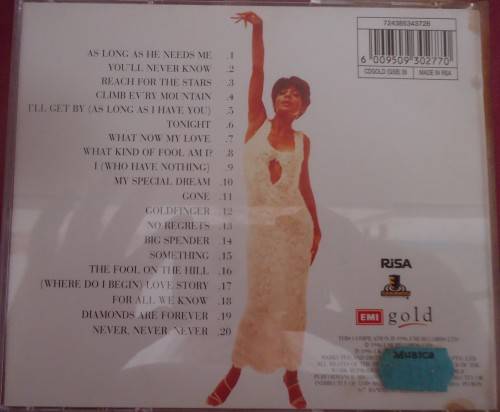 724385343728
6 009509 302770
CDGOLD (GSB) 36
MADE IN RSA
AS LONG AS HE NEEDS ME .1
YOU'LL NEVER KNOW .2
REACH FOR THE STARS .3
CLIMB EV'RY MOUNTAIN .4
I'LL GET BY (AS LONG AS I HAVE YOU) .5
TONIGHT .6
WHAT NOW MY LOVE .7
WHAT KIND OF FOOL AM I? .8
I (WHO HAVE NOTHING) .9
MY SPECIAL DREAM .10
GONE .11
GOLDFINGER .12
NO REGRETS .13
BIG SPENDER .14
SOMETHING .15
THE FOOL ON THE HILL .16
(WHERE DO I BEGIN) LOVE STORY .17
FOR ALL WE KNOW .18
DIAMONDS ARE FOREVER .19
NEVER, NEVER, NEVER .20
RiSA
EMI gold
Musica